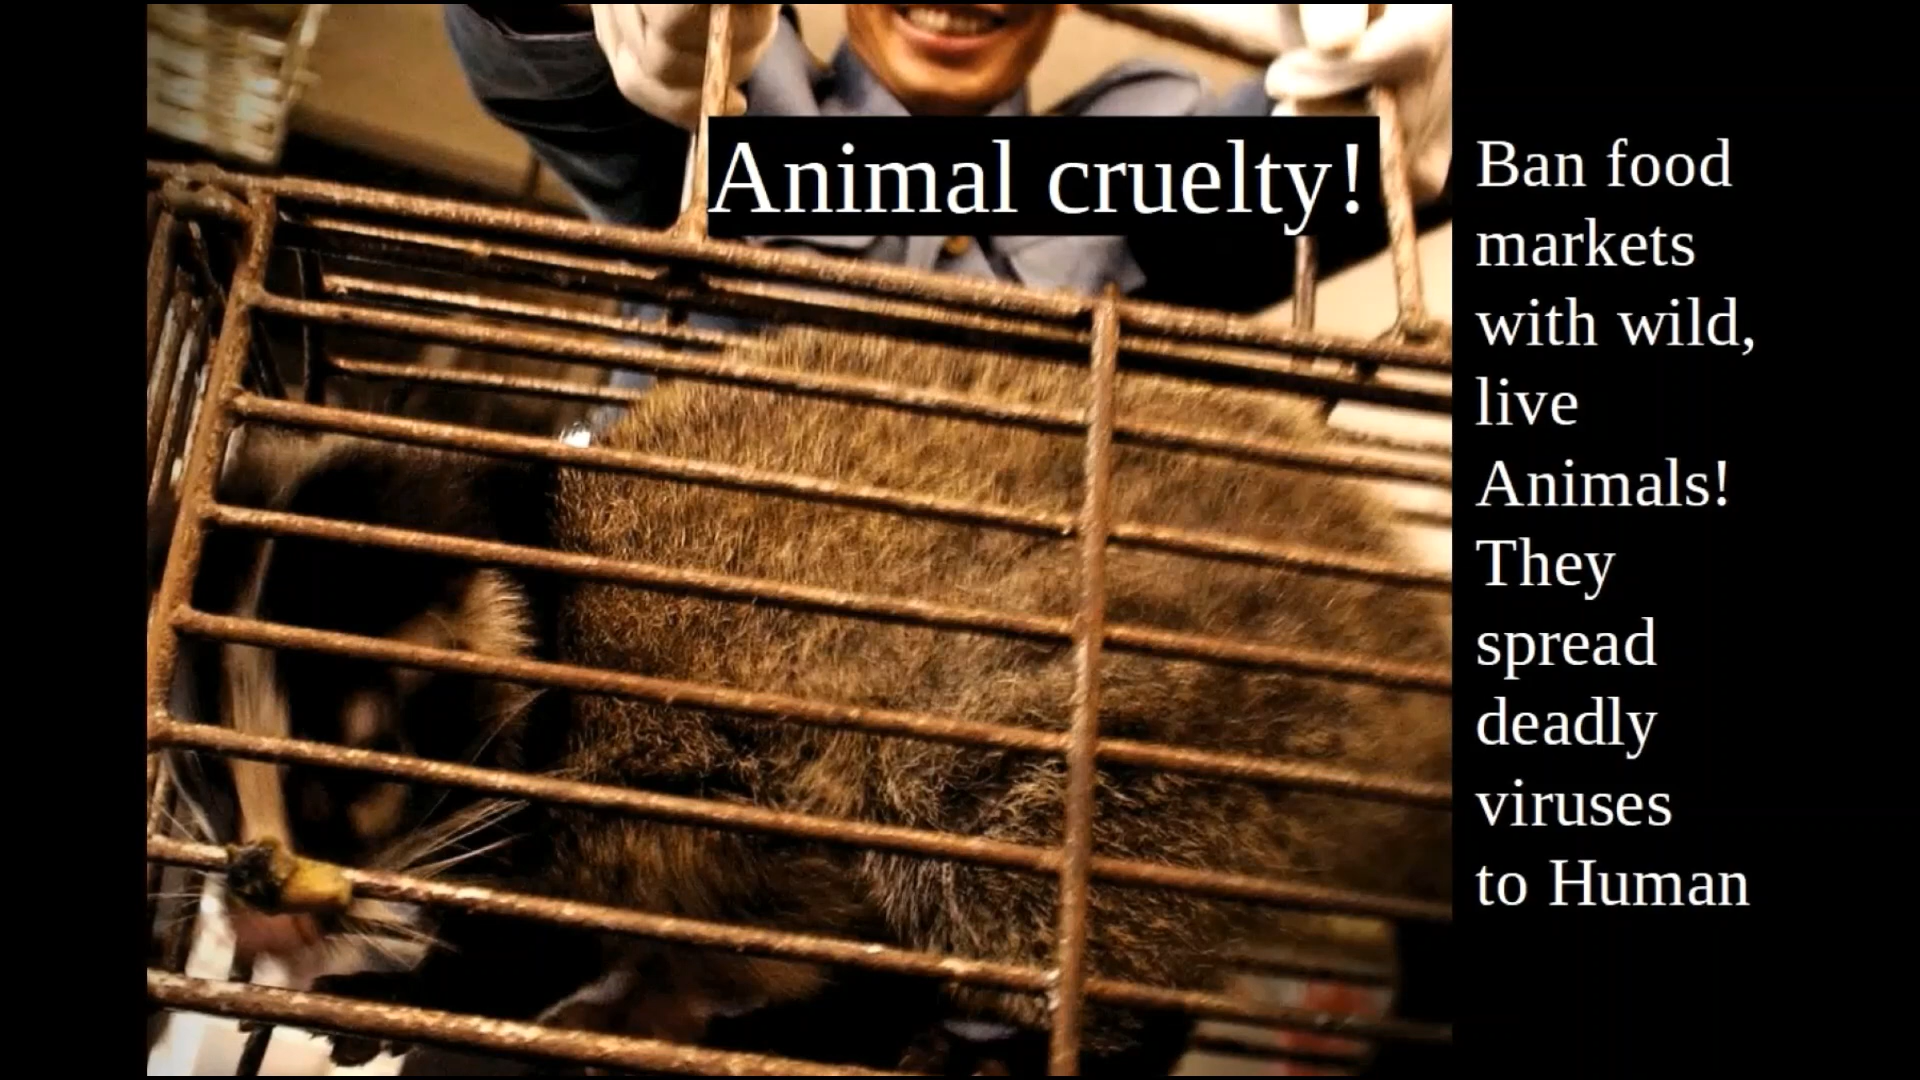 Animal cruelty!
Ban food
markets
with wild,
live
Animals!
They
spread
deadly
viruses
to Human